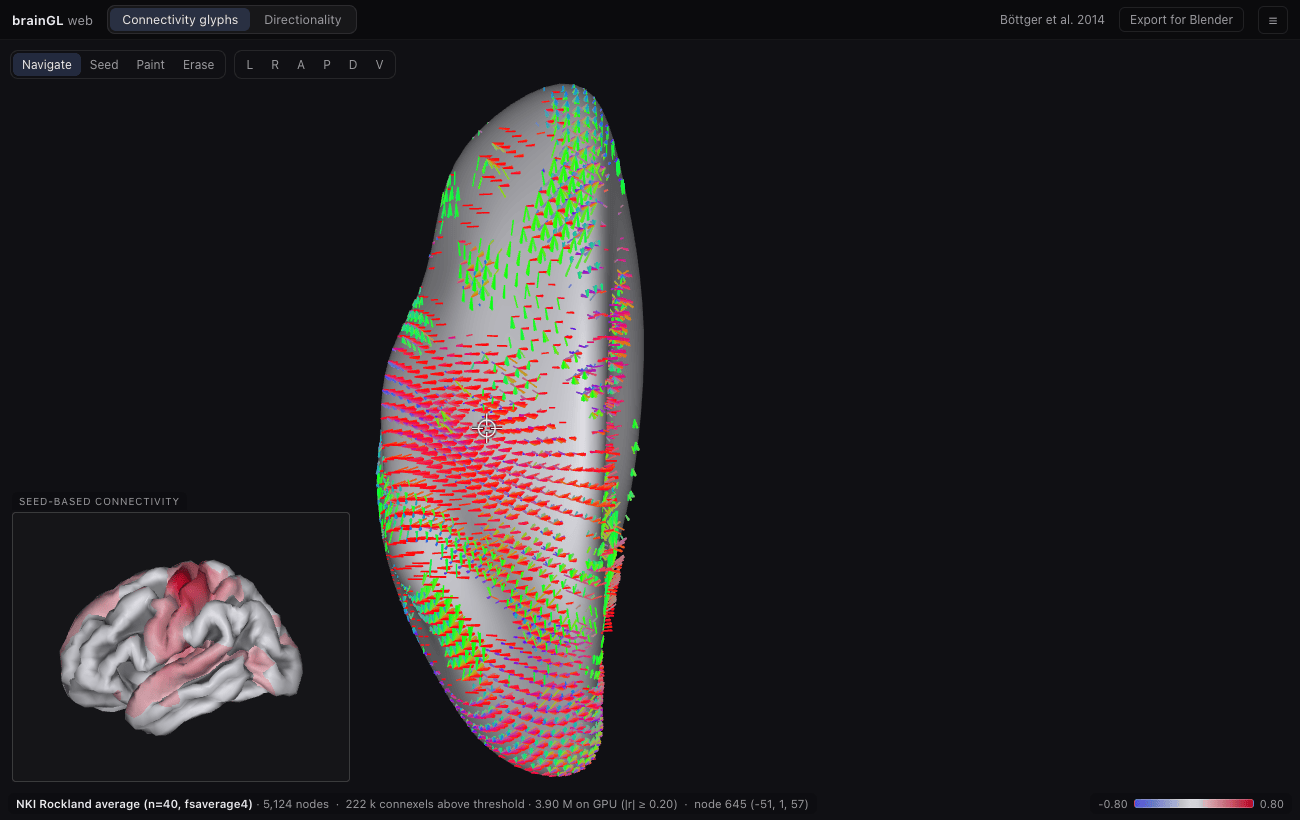 brainGL web
Connectivity glyphs
Directionality
Böttger et al. 2014
Export for Blender
≡
Navigate
Seed
Paint
Erase
L R A P D V
SEED-BASED CONNECTIVITY
NKI Rockland average (n=40, fsaverage4) · 5,124 nodes · 222 k connexels above threshold · 3.90 M on GPU (|r| ≥ 0.20) · node 645 (-51, 1, 57)
-0.80
0.80